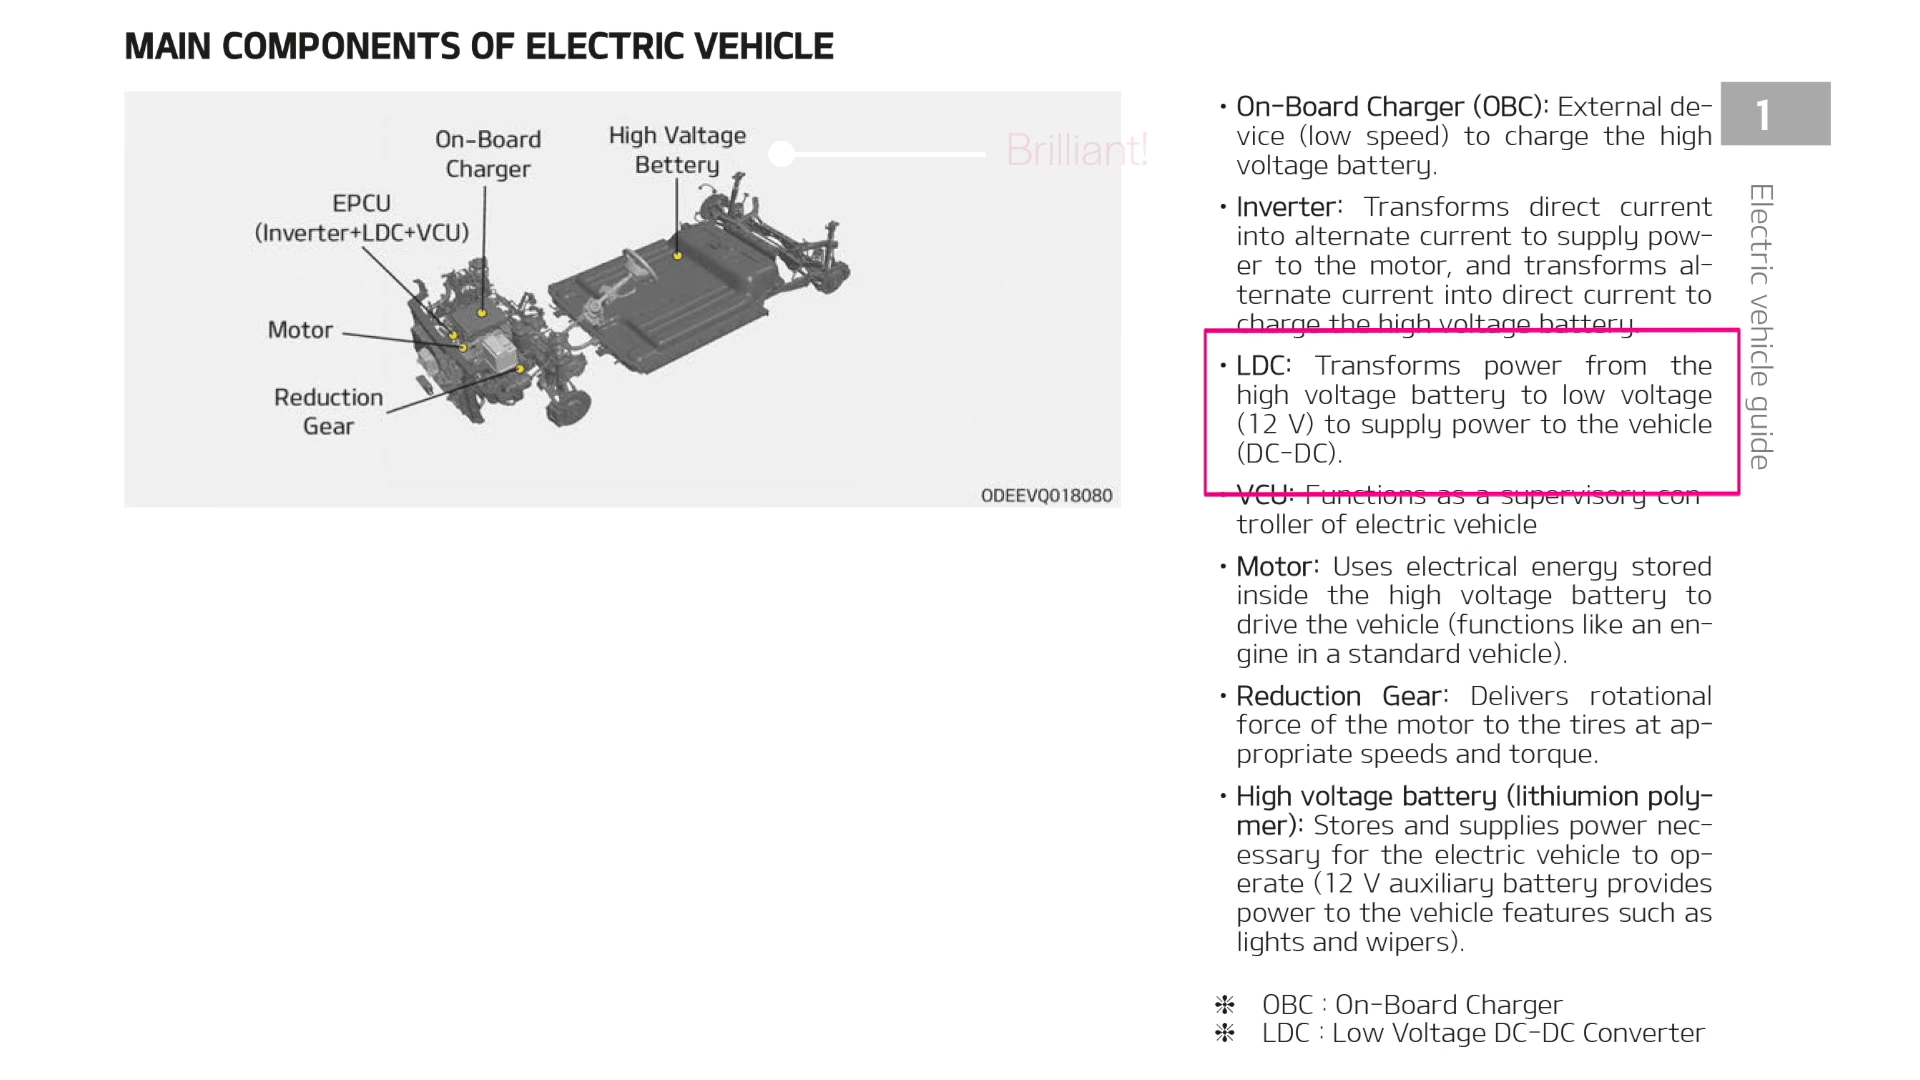 MAIN COMPONENTS OF ELECTRIC VEHICLE
On-Board
Charger
High Valtage
Bettery
Brilliant!
EPCU
(Inverter+LDC+VCU)
Motor
Reduction
Gear
ODEEVQ018080
• On-Board Charger (OBC): External de-
vice (low speed) to charge the high
voltage battery.
• Inverter: Transforms direct current
into alternate current to supply pow-
er to the motor, and transforms al-
ternate current into direct current to
charge the high voltage battery.
• LDC: Transforms power from the
high voltage battery to low voltage
(12 V) to supply power to the vehicle
(DC-DC).
• VCU: Functions as a supervisory con-
troller of electric vehicle
• Motor: Uses electrical energy stored
inside the high voltage battery to
drive the vehicle (functions like an en-
gine in a standard vehicle).
• Reduction Gear: Delivers rotational
force of the motor to the tires at ap-
propriate speeds and torque.
• High voltage battery (lithiumion poly-
mer): Stores and supplies power nec-
essary for the electric vehicle to op-
erate (12 V auxiliary battery provides
power to the vehicle features such as
lights and wipers).
❈ OBC : On-Board Charger
❈ LDC : Low Voltage DC-DC Converter
1
Electric vehicle guide